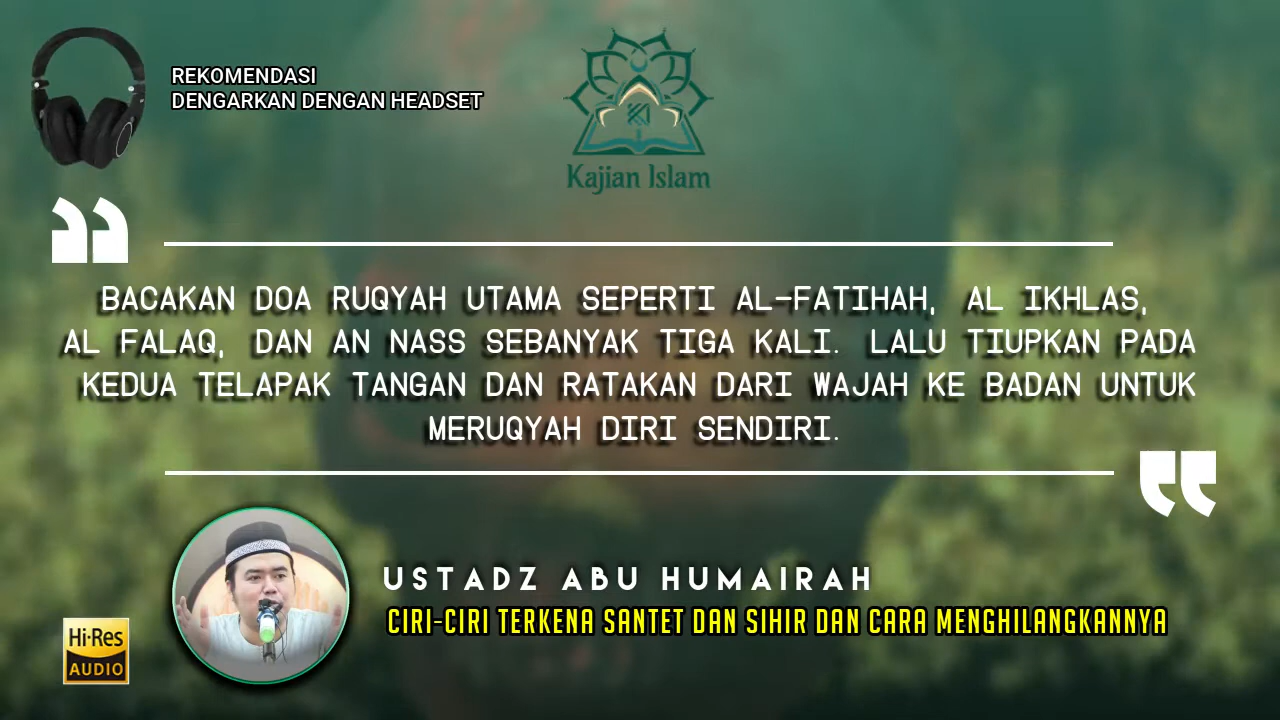 REKOMENDASI
DENGARKAN DENGAN HEADSET
Kajian Islam
BACAKAN DOA RUQYAH UTAMA SEPERTI AL-FATIHAH, AL IKHLAS,
AL FALAQ, DAN AN NASS SEBANYAK TIGA KALI. LALU TIUPKAN PADA
KEDUA TELAPAK TANGAN DAN RATAKAN DARI WAJAH KE BADAN UNTUK
MERUQYAH DIRI SENDIRI.
USTADZ ABU HUMAIRAH
CIRI-CIRI TERKENA SANTET DAN SIHIR DAN CARA MENGHILANGKANNYA
Hi-Res
AUDIO